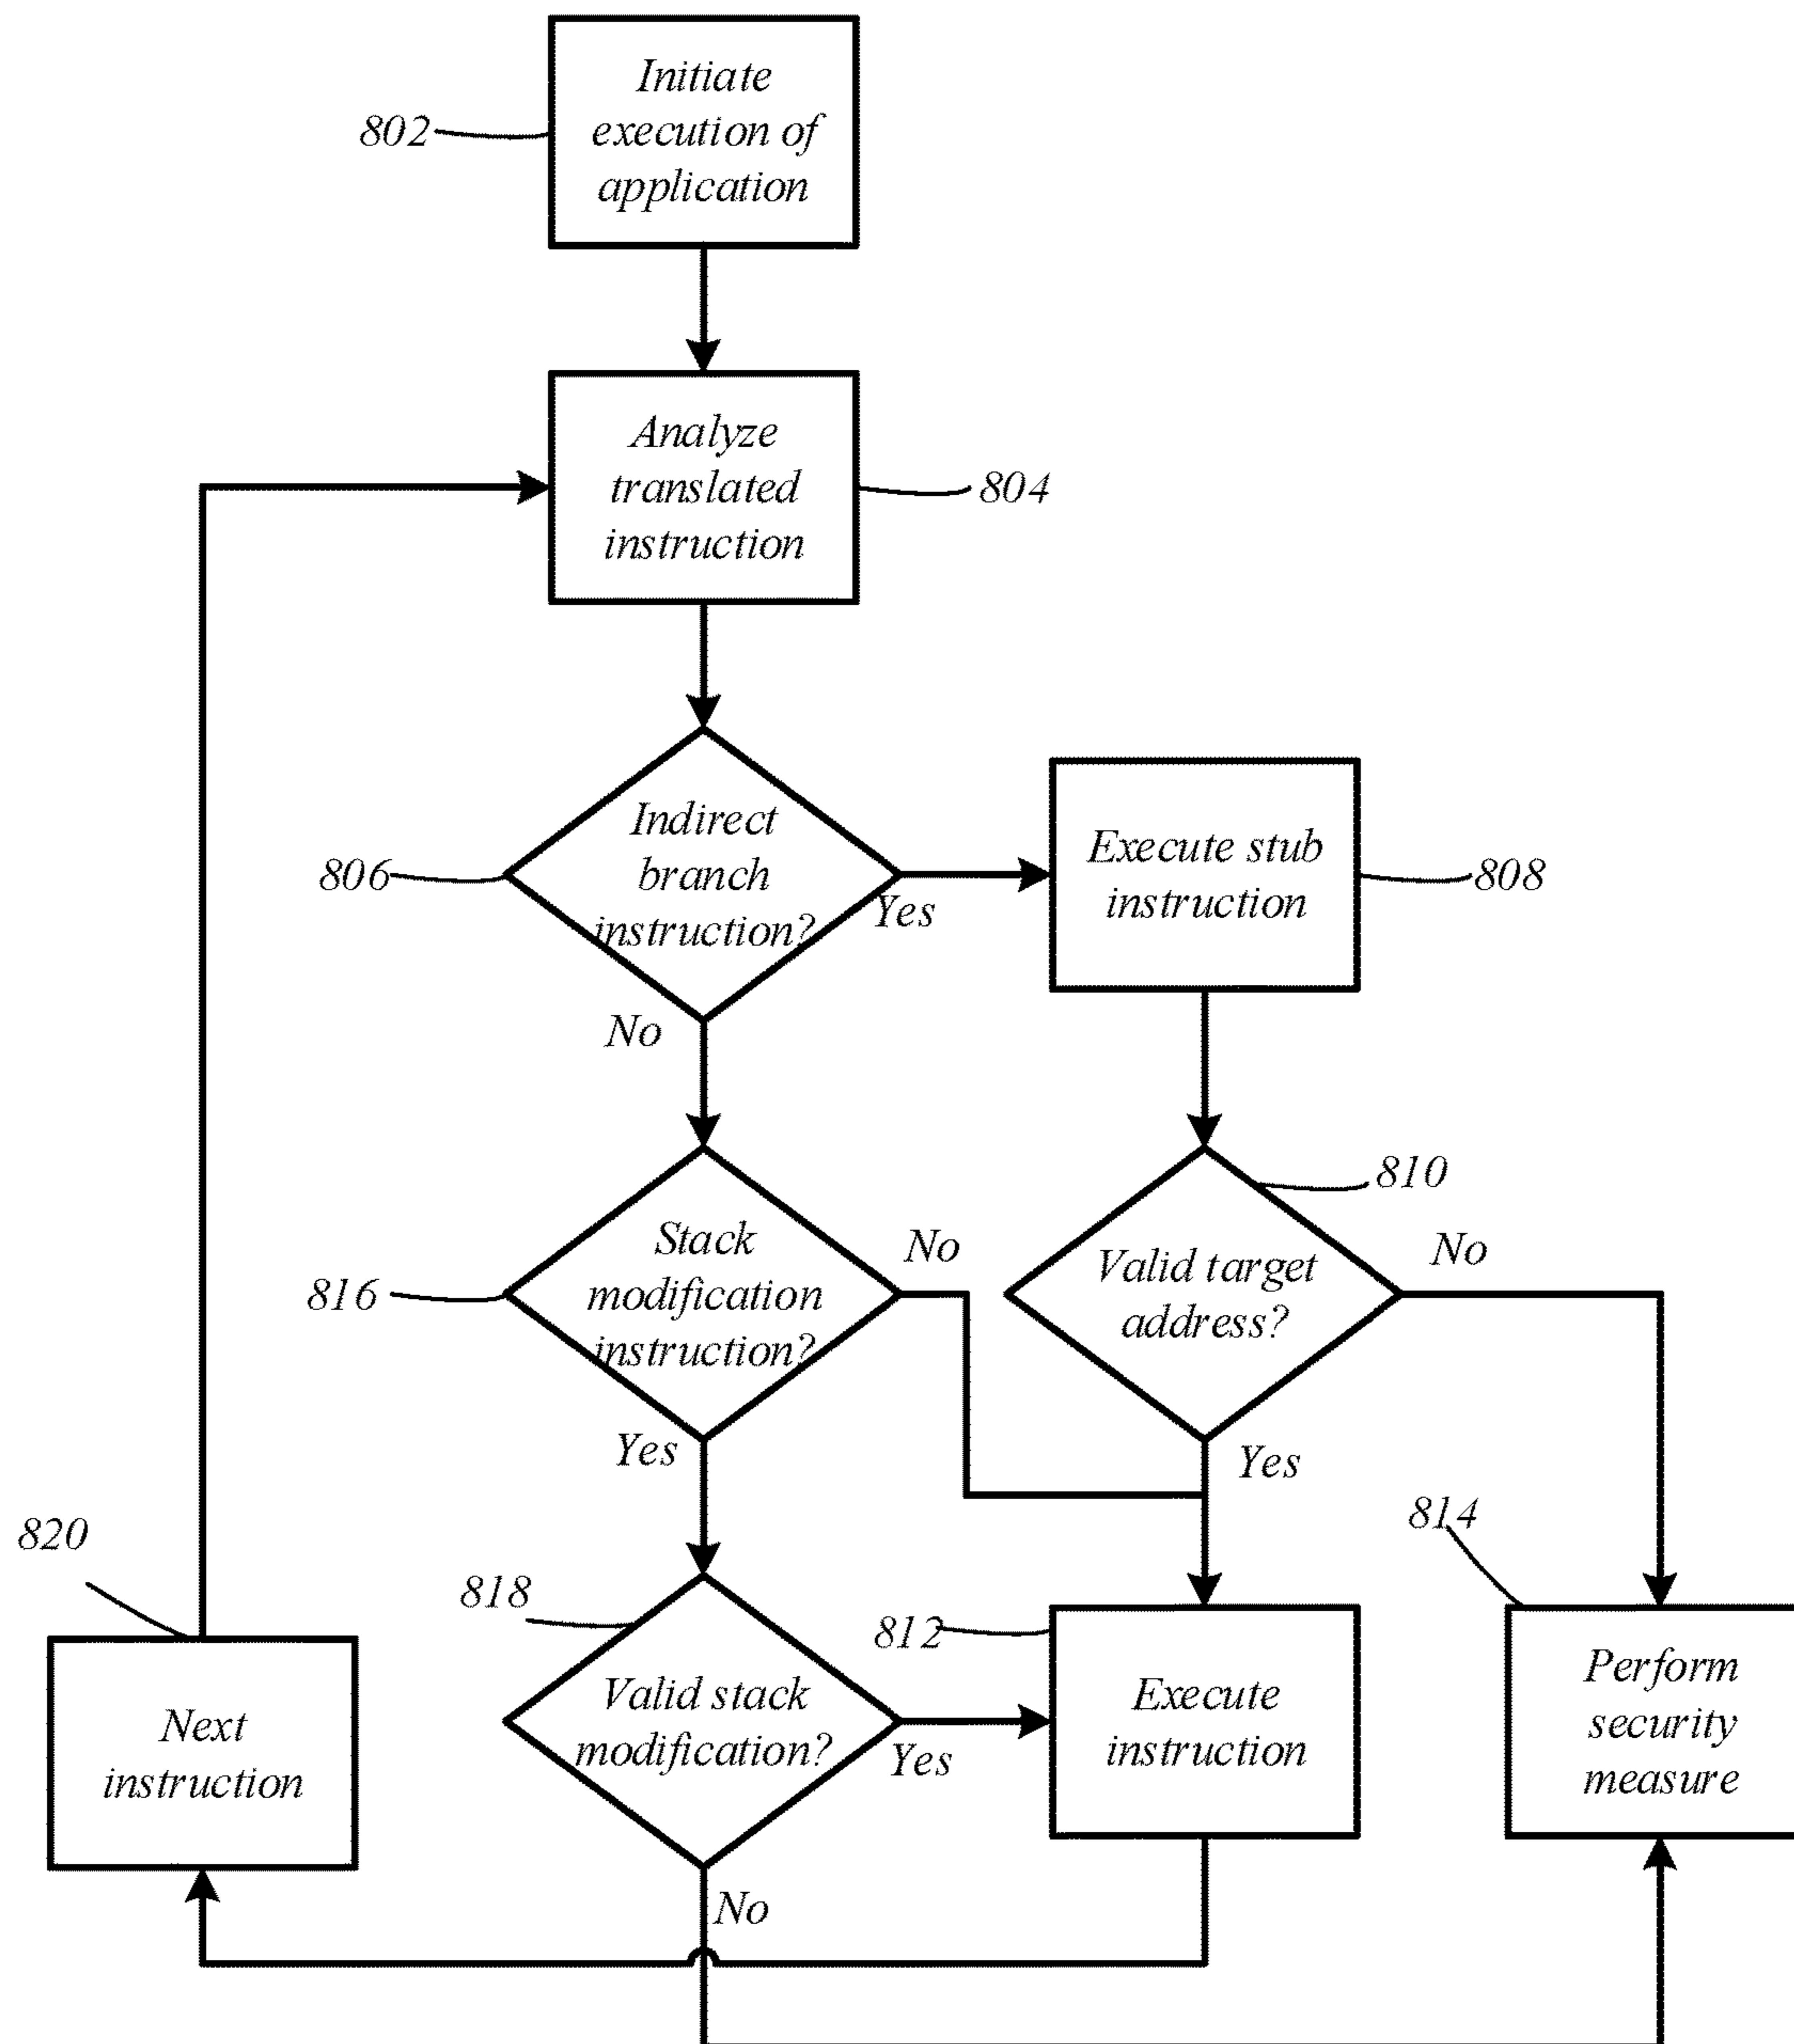 Initiate
execution of
application
802
Analyze
translated
instruction
804
Indirect
branch
instruction?
806
Yes
Execute stub
instruction
808
No
Stack
modification
instruction?
816
No
Valid target
address?
810
No
Yes
Yes
820
818
812
814
Next
instruction
Valid stack
modification?
Yes
Execute
instruction
Perform
security
measure
No